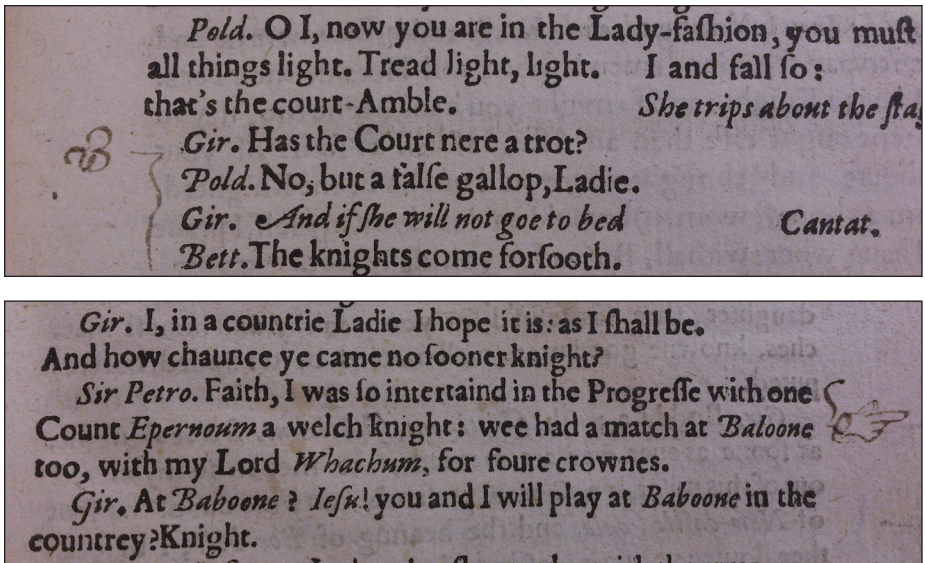 Pold. O I, now you are in the Lady-faſhion, you muſt
all things light. Tread light, light. I and fall ſo:
that's the court-Amble. She trips about the ſtag
Gir. Has the Court nere a trot?
Pold. No, but a falſe gallop, Ladie.
Gir. And if ſhe will not goe to bed Cantat.
Bett. The knights come forſooth.
Gir. I, in a countrie Ladie I hope it is: as I ſhall be.
And how chaunce ye came no ſooner knight?
Sir Petro. Faith, I was ſo intertaind in the Progreſſe with one
Count Epernoum a welch knight: wee had a match at Baloone
too, with my Lord Whachum, for foure crownes.
Gir. At Baboone? Ieſu! you and I will play at Baboone in the
countrey? Knight.